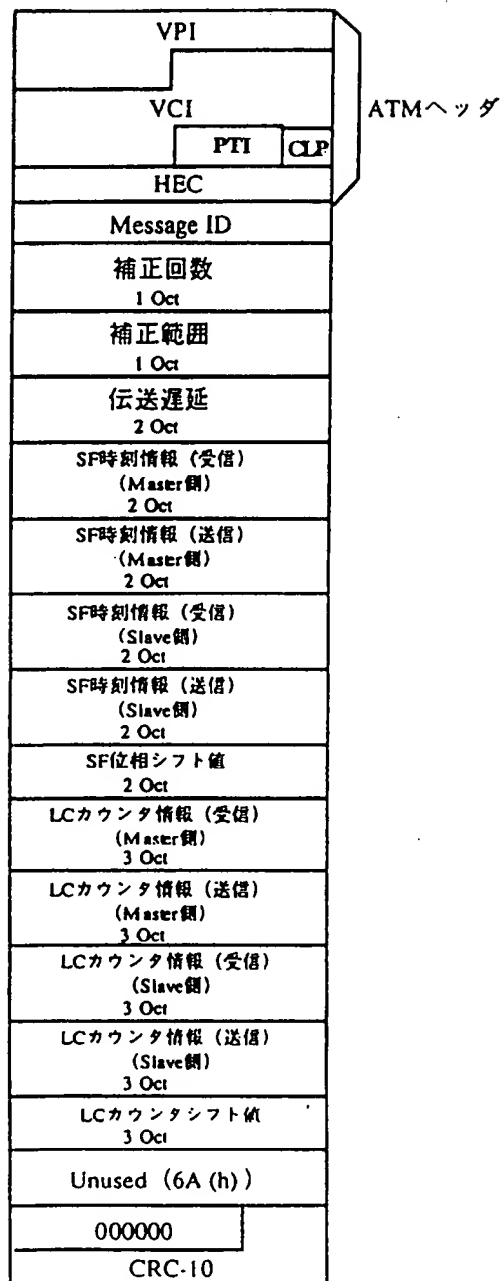 VPI
VCI
ATMヘッダ
PTI
CLP
HEC
Message ID
補正回数
1 Oct
補正範囲
1 Oct
伝送遅延
2 Oct
SF時刻情報（受信）
(Master側)
2 Oct
SF時刻情報（送信）
(Master側)
2 Oct
SF時刻情報（受信）
(Slave側)
2 Oct
SF時刻情報（送信）
(Slave側)
2 Oct
SF位相シフト値
2 Oct
LCカウンタ情報（受信）
(Master側)
3 Oct
LCカウンタ情報（送信）
(Master側)
3 Oct
LCカウンタ情報（受信）
(Slave側)
3 Oct
LCカウンタ情報（送信）
(Slave側)
3 Oct
LCカウンタシフト値
3 Oct
Unused（6A (h)）
000000
CRC-10